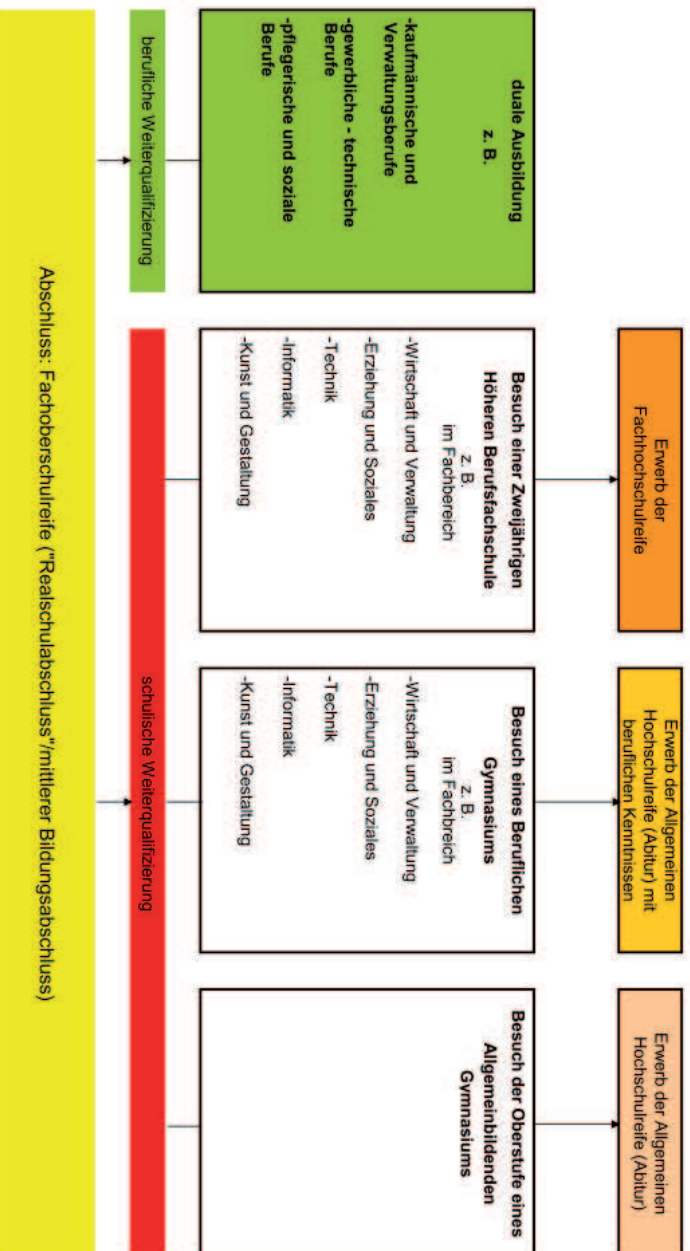 Erwerb der
Fachhochschulreife
Erwerb der Allgemeinen
Hochschulreife (Abitur) mit
beruflichen Kenntnissen
Erwerb der Allgemeinen
Hochschulreife (Abitur)
duale Ausbildung
z. B.
-kaufmännische und
Verwaltungsberufe
-gewerbliche - technische
Berufe
-pflegerische und soziale
Berufe
Besuch einer Zweijährigen
Höheren Berufsfachschule
z. B.
im Fachbereich
-Wirtschaft und Verwaltung
-Erziehung und Soziales
-Technik
-Informatik
-Kunst und Gestaltung
Besuch eines Beruflichen
Gymnasiums
z. B.
im Fachbreich
-Wirtschaft und Verwaltung
-Erziehung und Soziales
-Technik
-Informatik
-Kunst und Gestaltung
Besuch der Oberstufe eines
Allgemeinbildenden
Gymnasiums
berufliche Weiterqualifizierung
schulische Weiterqualifizierung
Abschluss: Fachoberschulreife ("Realschulabschluss"/mittlerer Bildungsabschluss)